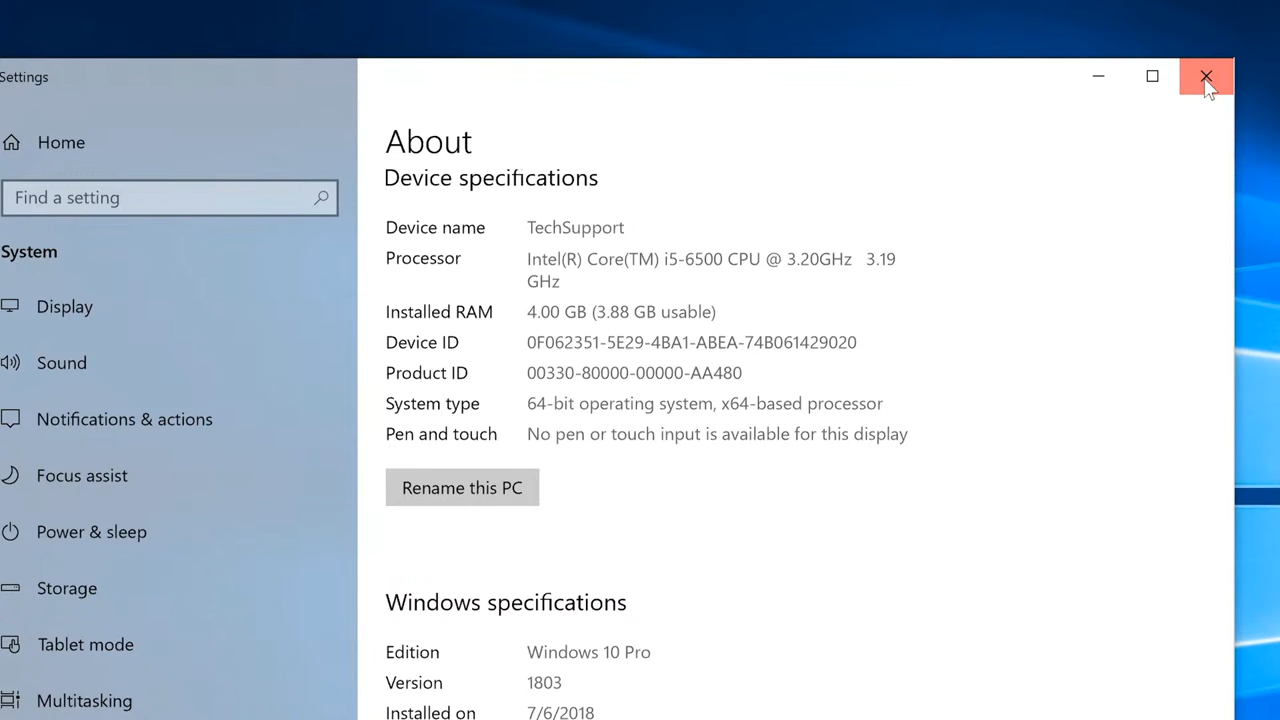 Settings
Home
Find a setting
System
Display
Sound
Notifications & actions
Focus assist
Power & sleep
Storage
Tablet mode
Multitasking
About
Device specifications
Device name TechSupport
Processor Intel(R) Core(TM) i5-6500 CPU @ 3.20GHz 3.19
GHz
Installed RAM 4.00 GB (3.88 GB usable)
Device ID 0F062351-5E29-4BA1-ABEA-74B061429020
Product ID 00330-80000-00000-AA480
System type 64-bit operating system, x64-based processor
Pen and touch No pen or touch input is available for this display
Rename this PC
Windows specifications
Edition Windows 10 Pro
Version 1803
Installed on 7/6/2018